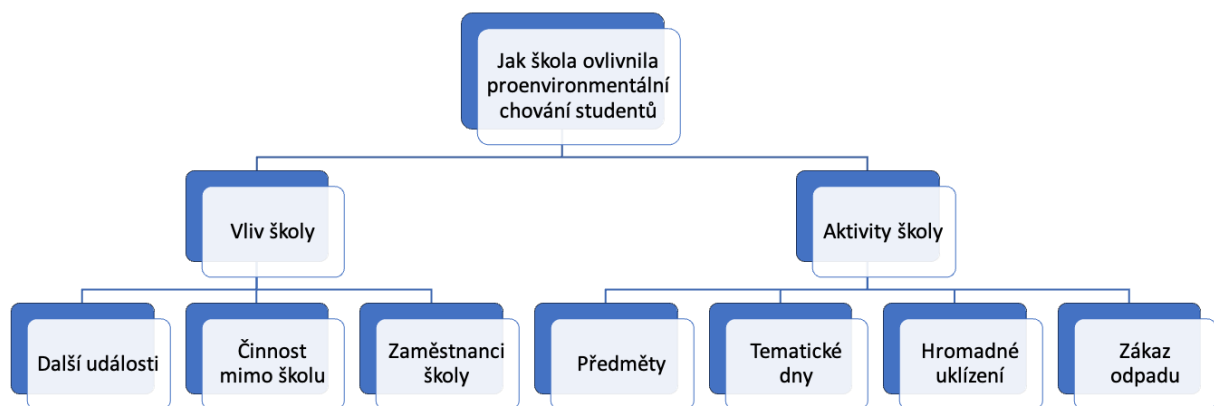 Jak škola ovlivnila
proenvironmentální
chování studentů
Vliv školy
Aktivity školy
Další události
Činnost
mimo školu
Zaměstnanci
školy
Předměty
Tematické
dny
Hromadné
uklízení
Zákaz
odpadu